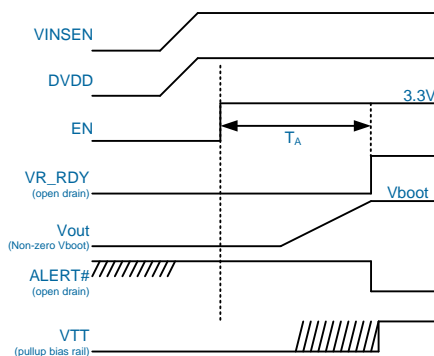 VINSEN
DVDD
3.3V
EN
TA
VR_RDY
(open drain)
Vboot
Vout
(Non-zero Vboot)
ALERT#
(open drain)
VTT
(pullup bias rail)